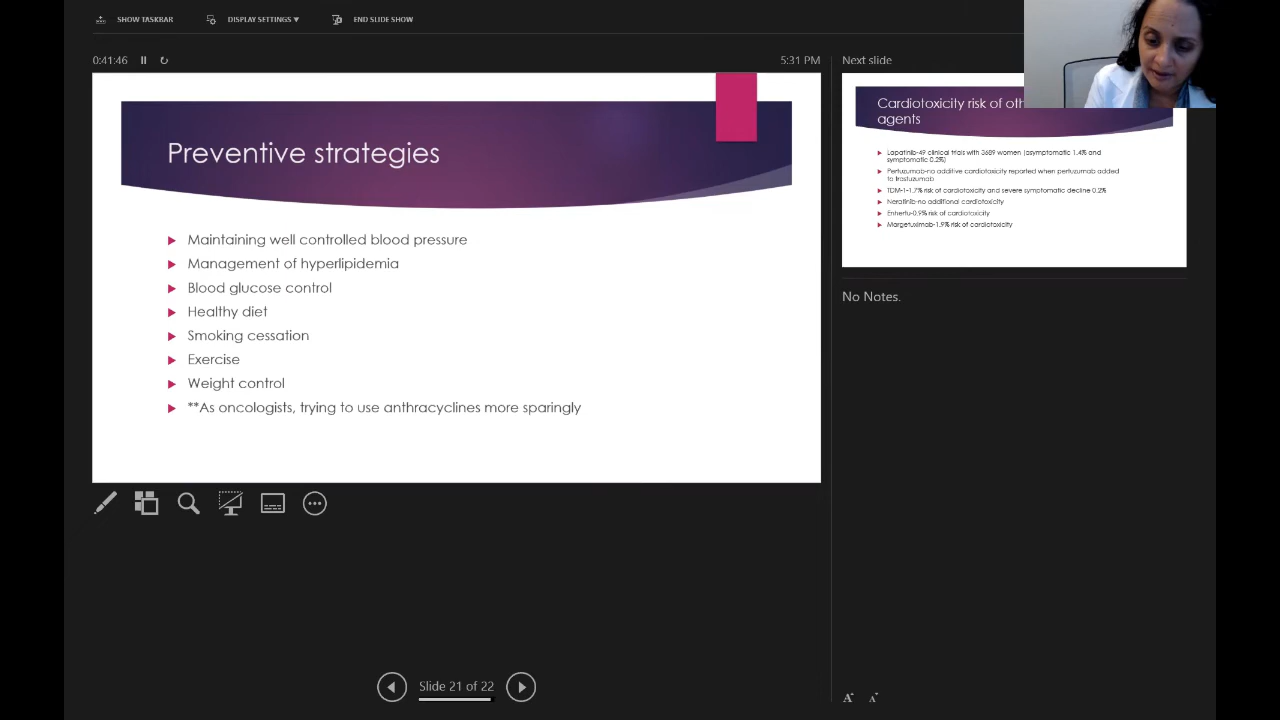 SHOW TASKBAR
DISPLAY SETTINGS ▼
END SLIDE SHOW
0:41:46
5:31 PM
Preventive strategies
Maintaining well controlled blood pressure
Management of hyperlipidemia
Blood glucose control
Healthy diet
Smoking cessation
Exercise
Weight control
**As oncologists, trying to use anthracyclines more sparingly
Slide 21 of 22
Next slide
Cardiotoxicity risk of
agents
Lapatinib-49 clinical trials with 3689 women (asymptomatic 1.4% and
symptomatic 0.2%)
Pertuzumab-no additive cardiotoxicity reported when pertuzumab added
to trastuzumab
TDM-1-1.7% risk of cardiotoxicity and severe symptomatic decline 0.2%
Neratinib-no additional cardiotoxicity
Enhertu-0.9% risk of cardiotoxicity
Margetuximab-1.9% risk of cardiotoxicity
No Notes.
A A